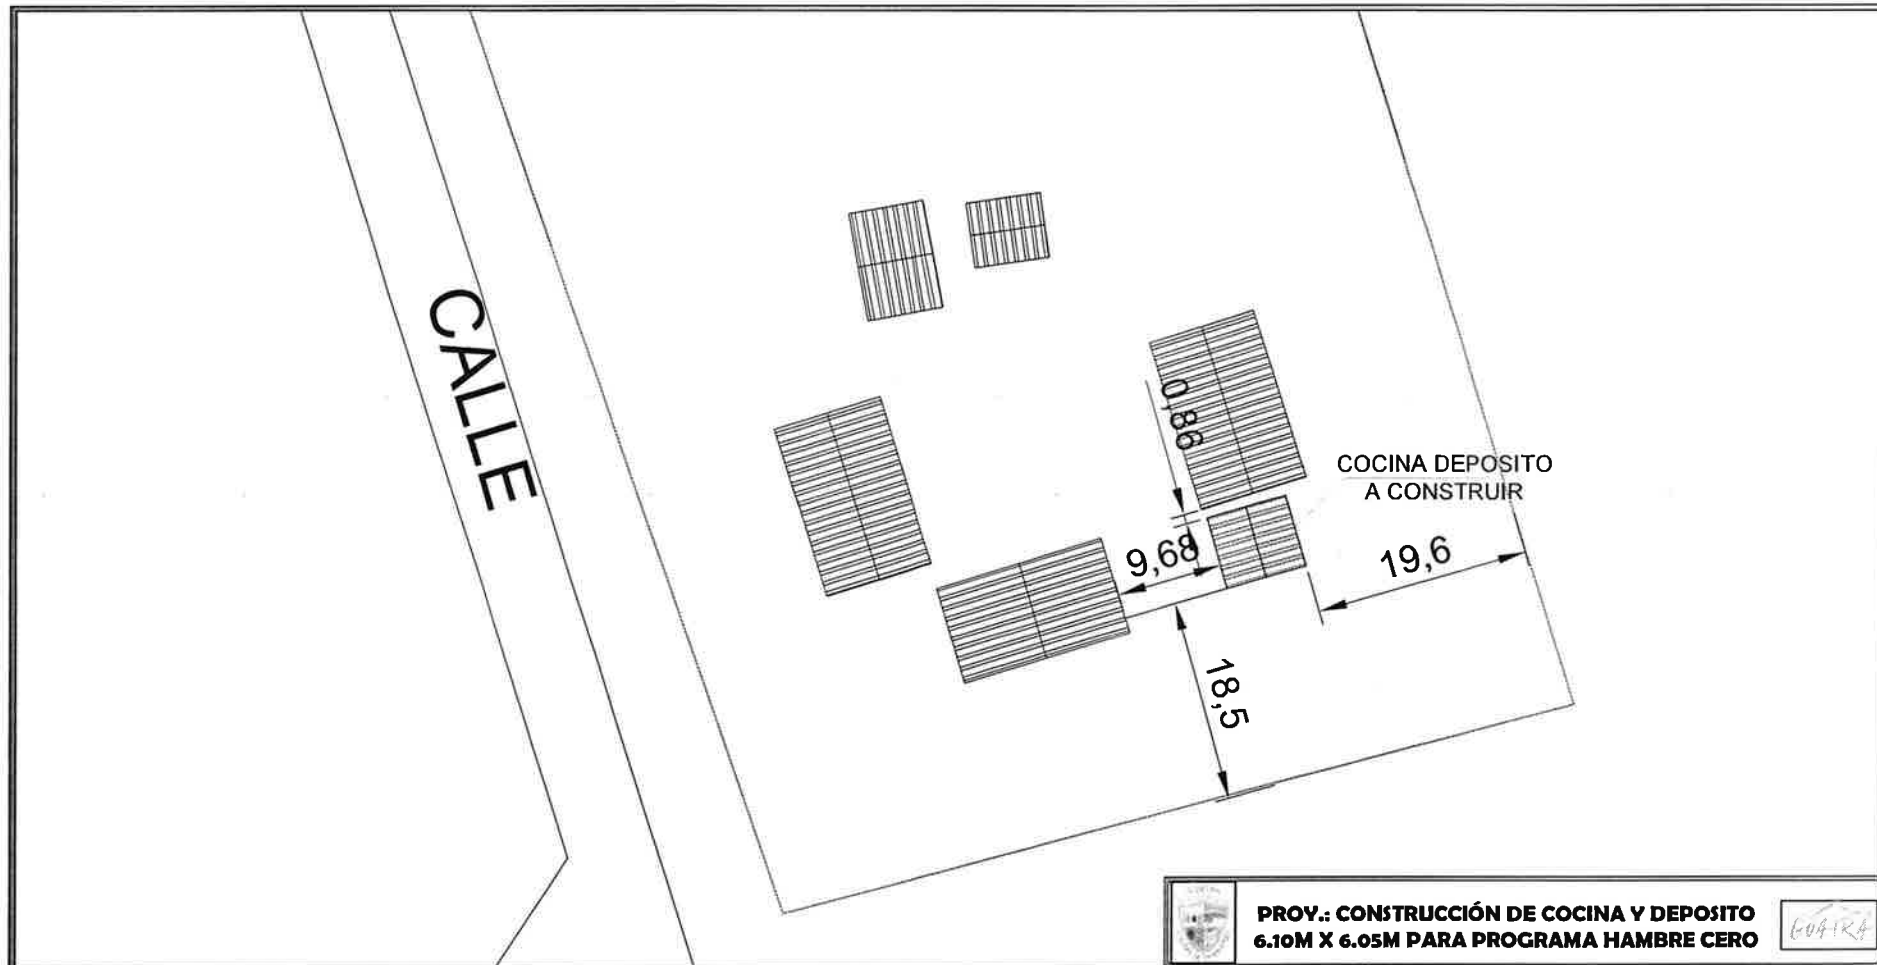 CALLE
0,86
COCINA DEPOSITO
A CONSTRUIR
9,68
19,6
18,5
PROY.: CONSTRUCCIÓN DE COCINA Y DEPOSITO
6.10M X 6.05M PARA PROGRAMA HAMBRE CERO
GUAIRA